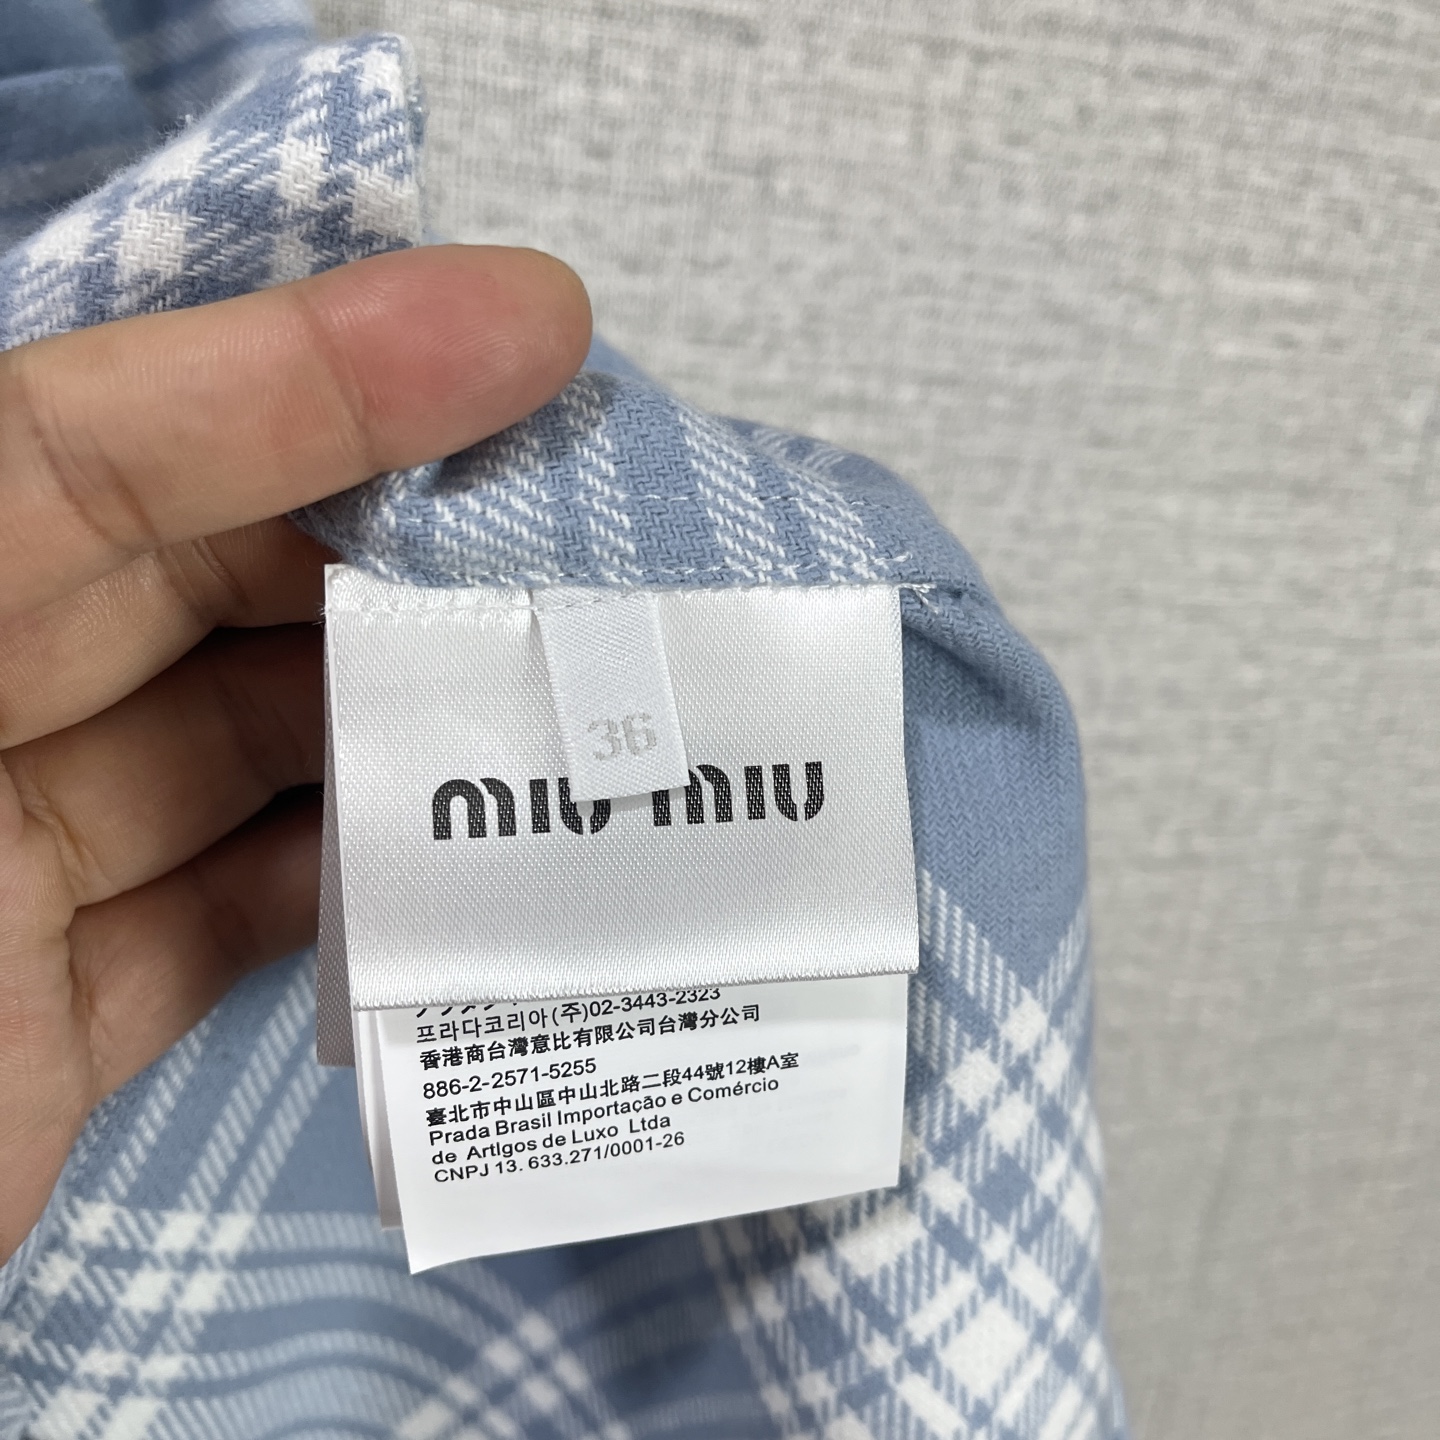 36
miu miu
프라다코리아(주)02-3443-2323
香港商台灣意比有限公司台灣分公司
886-2-2571-5255
臺北市中山區中山北路二段44號12樓A室
Prada Brasil Importação e Comércio
de Artlgos de Luxo Ltda
CNPJ 13. 633.271/0001-26